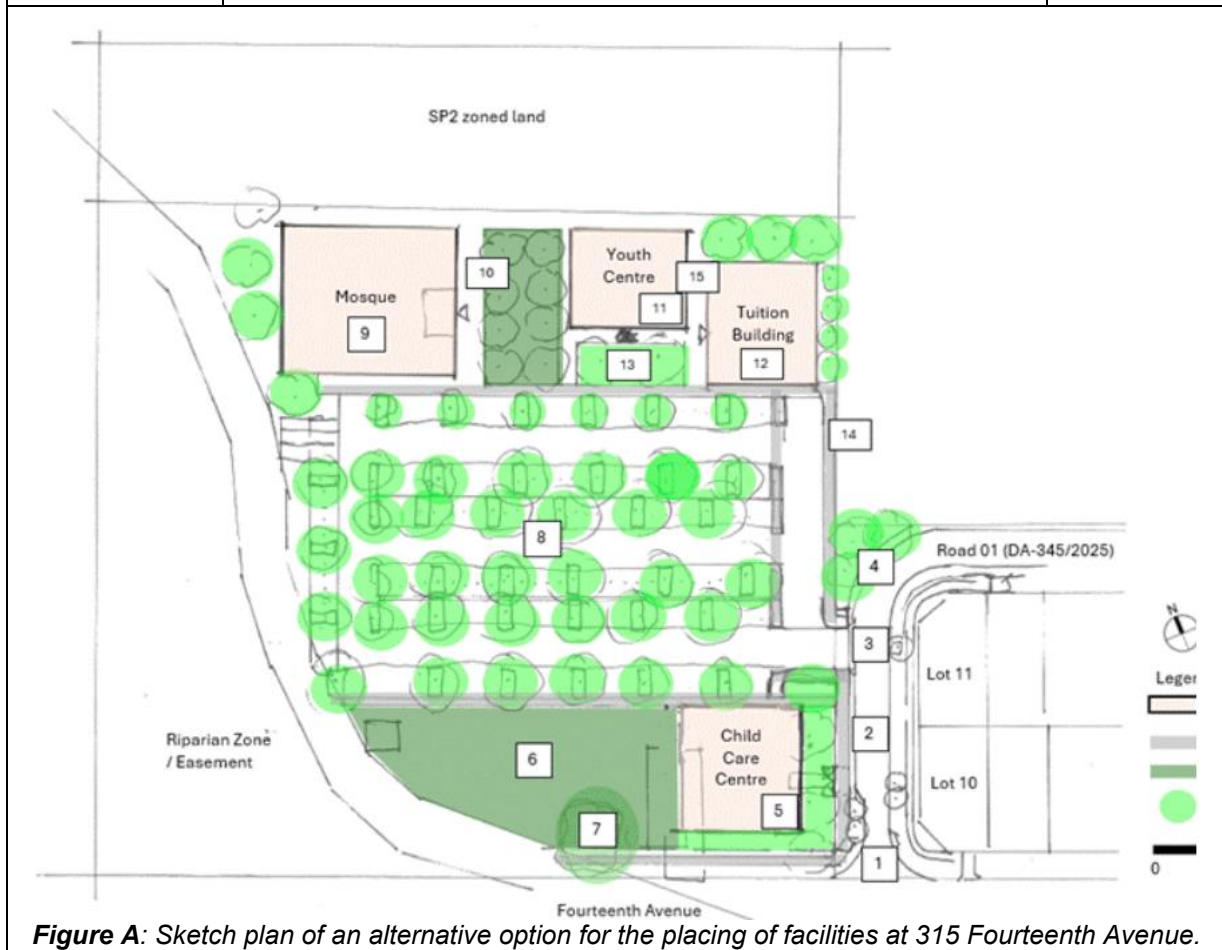 SP2 zoned land
Mosque
9
10
Youth
Centre
11
15
Tuition
Building
12
13
14
8
Road 01 (DA-345/2025)
4
3
N
Lot 11
2
Riparian Zone
/ Easement
6
Child
Care
Centre
5
Lot 10
7
1
0
Fourteenth Avenue
Figure A: Sketch plan of an alternative option for the placing of facilities at 315 Fourteenth Avenue.